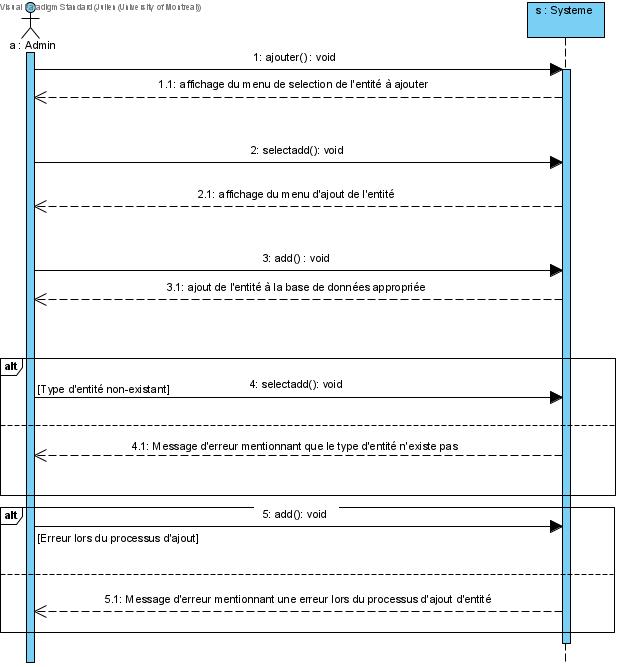 Visual Paradigm Standard (Julien (University of Montreal))
a : Admin
s : Systeme
1: ajouter() : void
1.1: affichage du menu de selection de l'entité à ajouter
2: selectadd(): void
2.1: affichage du menu d'ajout de l'entité
3: add() : void
3.1: ajout de l'entité à la base de données appropriée
alt
[Type d'entité non-existant]
4: selectadd(): void
4.1: Message d'erreur mentionnant que le type d'entité n'existe pas
alt
5: add(): void
[Erreur lors du processus d'ajout]
5.1: Message d'erreur mentionnant une erreur lors du processus d'ajout d'entité